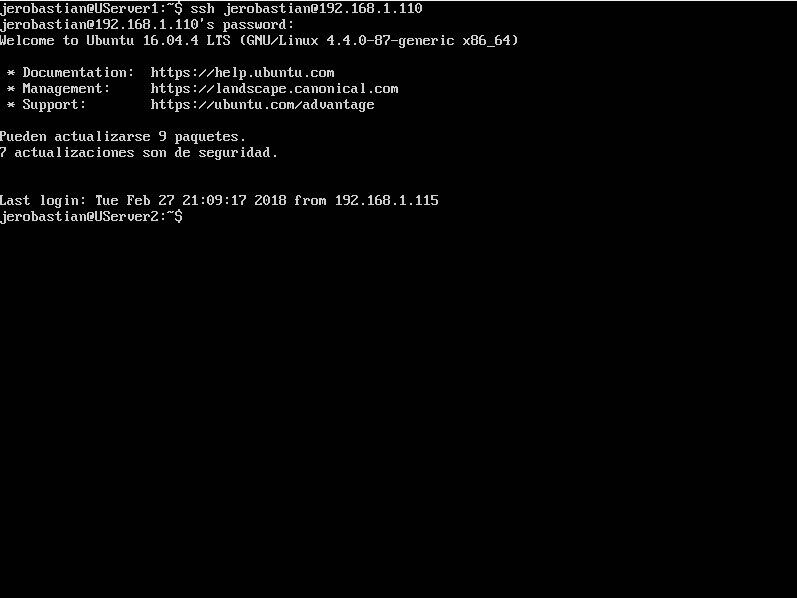 jerobastian@UServer1:~$ ssh jerobastian@192.168.1.110
jerobastian@192.168.1.110's password:
Welcome to Ubuntu 16.04.4 LTS (GNU/Linux 4.4.0-87-generic x86_64)
* Documentation:  https://help.ubuntu.com
* Management:     https://landscape.canonical.com
* Support:        https://ubuntu.com/advantage
Pueden actualizarse 9 paquetes.
7 actualizaciones son de seguridad.
Last login: Tue Feb 27 21:09:17 2018 from 192.168.1.115
jerobastian@UServer2:~$